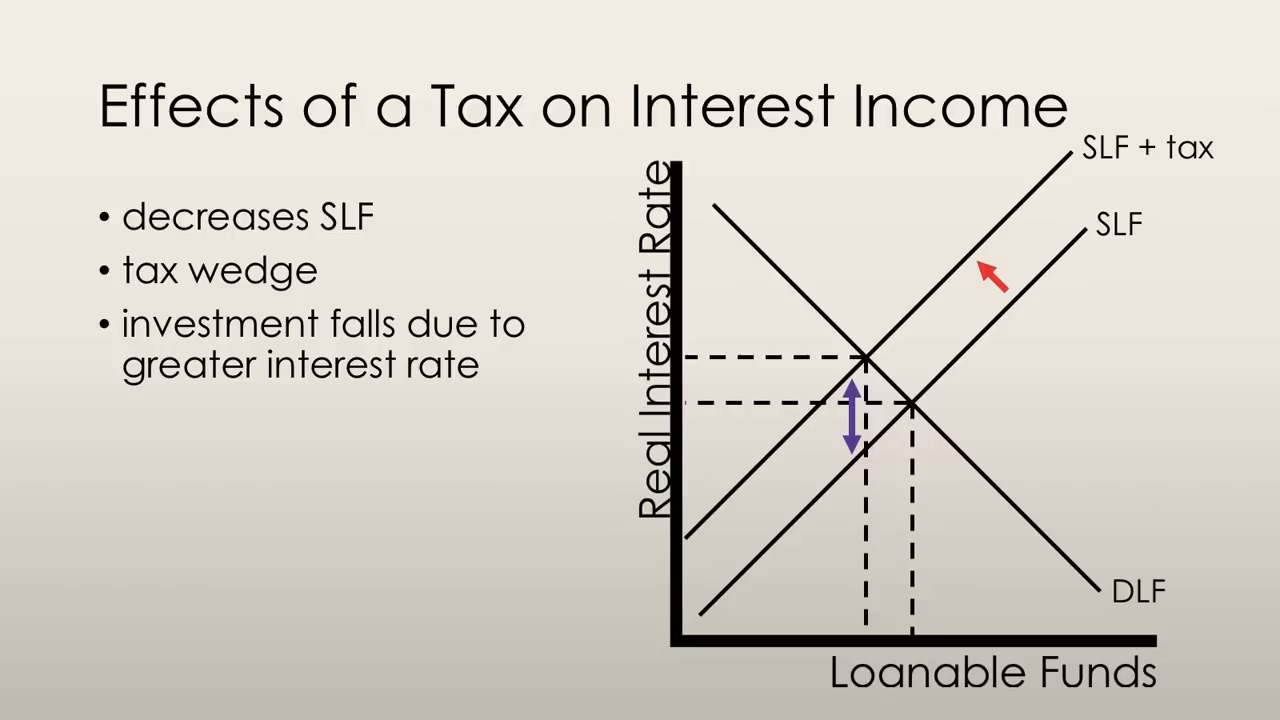 Effects of a Tax on Interest Income
• decreases SLF
• tax wedge
• investment falls due to
greater interest rate
SLF + tax
SLF
Real Interest Rate
DLF
Loanable Funds